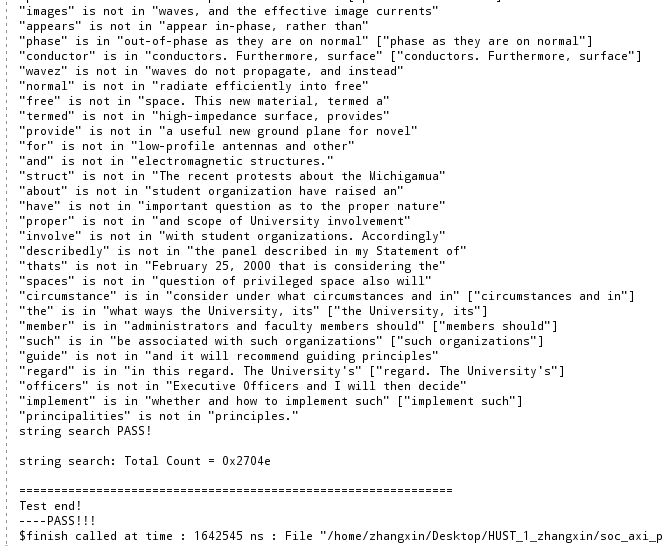 "images" is not in "waves, and the effective image currents"
"appears" is not in "appear in-phase, rather than"
"phase" is in "out-of-phase as they are on normal" ["phase as they are on normal"]
"conductor" is in "conductors. Furthermore, surface" ["conductors. Furthermore, surface"]
"wavez" is not in "waves do not propagate, and instead"
"normal" is not in "radiate efficiently into free"
"free" is not in "space. This new material, termed a"
"termed" is not in "high-impedance surface, provides"
"provide" is not in "a useful new ground plane for novel"
"for" is not in "low-profile antennas and other"
"and" is not in "electromagnetic structures."
"struct" is not in "The recent protests about the Michigamua"
"about" is not in "student organization have raised an"
"have" is not in "important question as to the proper nature"
"proper" is not in "and scope of University involvement"
"involve" is not in "with student organizations. Accordingly"
"describedly" is not in "the panel described in my Statement of"
"thats" is not in "February 25, 2000 that is considering the"
"spaces" is not in "question of privileged space also will"
"circumstance" is in "consider under what circumstances and in" ["circumstances and in"]
"the" is in "what ways the University, its" ["the University, its"]
"member" is in "administrators and faculty members should" ["members should"]
"such" is in "be associated with such organizations" ["such organizations"]
"guide" is not in "and it will recommend guiding principles"
"regard" is in "in this regard. The University's" ["regard. The University's"]
"officers" is not in "Executive Officers and I will then decide"
"implement" is in "whether and how to implement such" ["implement such"]
"principalities" is not in "principles."
string search PASS!
string search: Total Count = 0x2704e
==============================================================
Test end!
----PASS!!!
$finish called at time : 1642545 ns : File "/home/zhangxin/Desktop/HUST_1_zhangxin/soc_axi_p